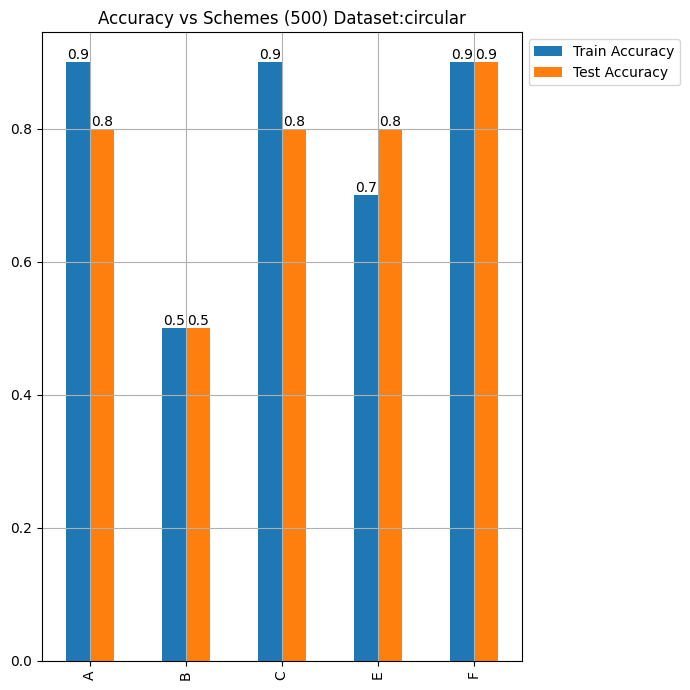 Accuracy vs Schemes (500) Dataset:circular
Train Accuracy
Test Accuracy
0.9 0.8 0.9 0.8 0.9 0.9
0.8
0.7 0.8
0.6
0.5 0.5
0.4
0.2
0.0
A B C E F